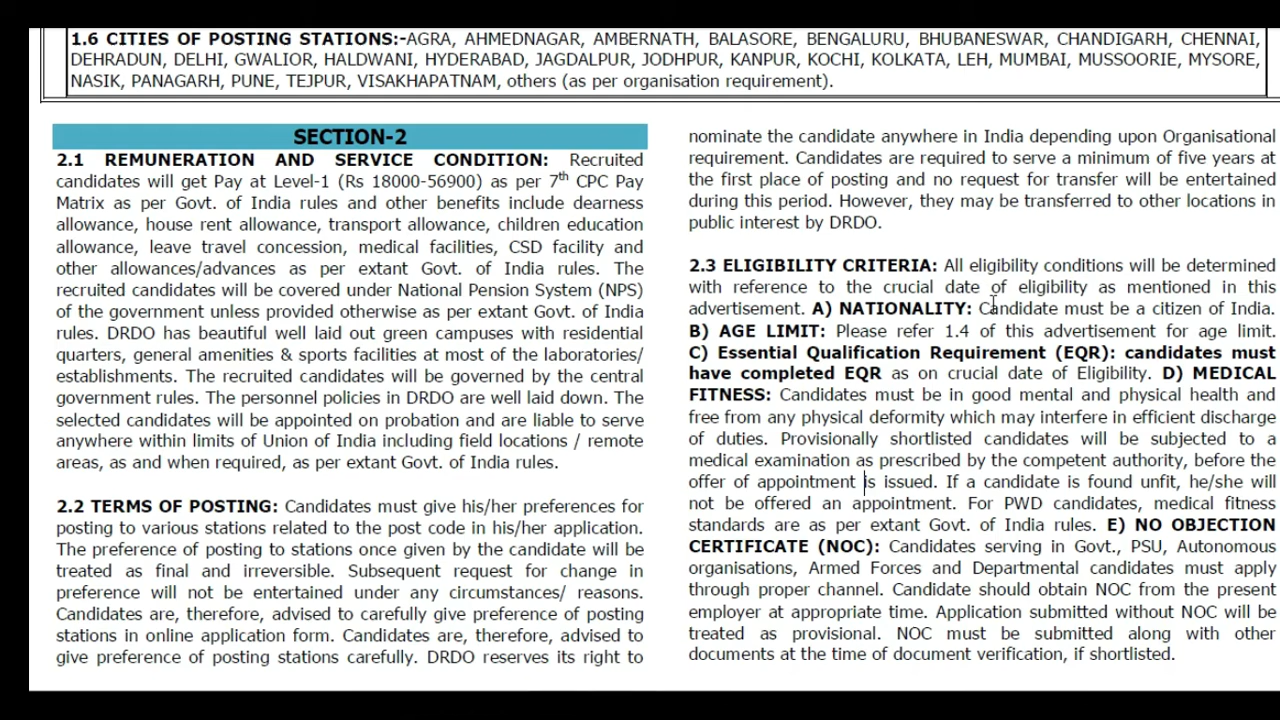 1.6 CITIES OF POSTING STATIONS:-AGRA, AHMEDNAGAR, AMBERNATH, BALASORE, BENGALURU, BHUBANESWAR, CHANDIGARH, CHENNAI,
DEHRADUN, DELHI, GWALIOR, HALDWANI, HYDERABAD, JAGDALPUR, JODHPUR, KANPUR, KOCHI, KOLKATA, LEH, MUMBAI, MUSSOORIE, MYSORE,
NASIK, PANAGARH, PUNE, TEJPUR, VISAKHAPATNAM, others (as per organisation requirement).
SECTION-2
2.1 REMUNERATION AND SERVICE CONDITION: Recruited
candidates will get Pay at Level-1 (Rs 18000-56900) as per 7th CPC Pay
Matrix as per Govt. of India rules and other benefits include dearness
allowance, house rent allowance, transport allowance, children education
allowance, leave travel concession, medical facilities, CSD facility and
other allowances/advances as per extant Govt. of India rules. The
recruited candidates will be covered under National Pension System (NPS)
of the government unless provided otherwise as per extant Govt. of India
rules. DRDO has beautiful well laid out green campuses with residential
quarters, general amenities & sports facilities at most of the laboratories/
establishments. The recruited candidates will be governed by the central
government rules. The personnel policies in DRDO are well laid down. The
selected candidates will be appointed on probation and are liable to serve
anywhere within limits of Union of India including field locations / remote
areas, as and when required, as per extant Govt. of India rules.
2.2 TERMS OF POSTING: Candidates must give his/her preferences for
posting to various stations related to the post code in his/her application.
The preference of posting to stations once given by the candidate will be
treated as final and irreversible. Subsequent request for change in
preference will not be entertained under any circumstances/ reasons.
Candidates are, therefore, advised to carefully give preference of posting
stations in online application form. Candidates are, therefore, advised to
give preference of posting stations carefully. DRDO reserves its right to
nominate the candidate anywhere in India depending upon Organisational
requirement. Candidates are required to serve a minimum of five years at
the first place of posting and no request for transfer will be entertained
during this period. However, they may be transferred to other locations in
public interest by DRDO.
2.3 ELIGIBILITY CRITERIA: All eligibility conditions will be determined
with reference to the crucial date of eligibility as mentioned in this
advertisement. A) NATIONALITY: Candidate must be a citizen of India.
B) AGE LIMIT: Please refer 1.4 of this advertisement for age limit.
C) Essential Qualification Requirement (EQR): candidates must
have completed EQR as on crucial date of Eligibility. D) MEDICAL
FITNESS: Candidates must be in good mental and physical health and
free from any physical deformity which may interfere in efficient discharge
of duties. Provisionally shortlisted candidates will be subjected to a
medical examination as prescribed by the competent authority, before the
offer of appointment is issued. If a candidate is found unfit, he/she will
not be offered an appointment. For PWD candidates, medical fitness
standards are as per extant Govt. of India rules. E) NO OBJECTION
CERTIFICATE (NOC): Candidates serving in Govt., PSU, Autonomous
organisations, Armed Forces and Departmental candidates must apply
through proper channel. Candidate should obtain NOC from the present
employer at appropriate time. Application submitted without NOC will be
treated as provisional. NOC must be submitted along with other
documents at the time of document verification, if shortlisted.